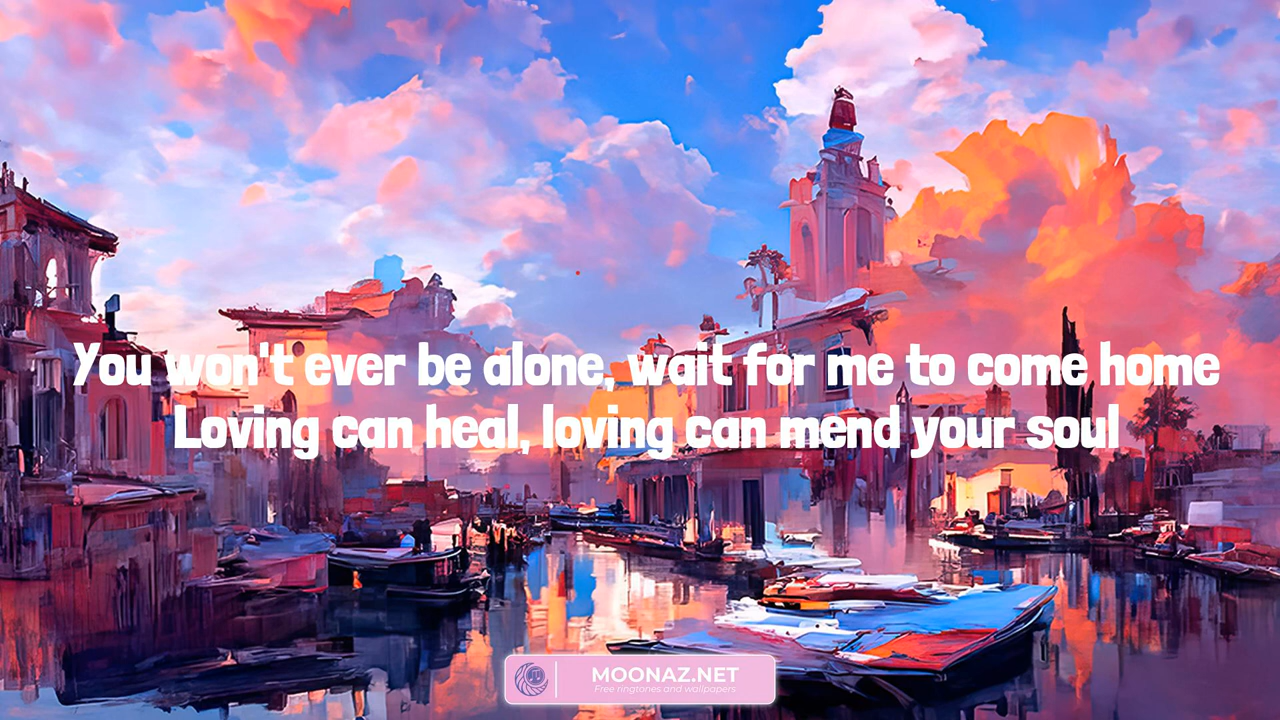 You won't ever be alone, wait for me to come home
Loving can heal, loving can mend your soul
MOONAZ.NET
Free ringtones and wallpapers